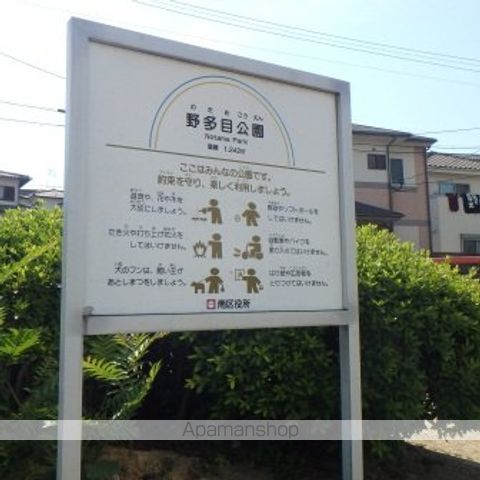 のためこうえん
野多目公園
Notame Park
面積 1,242㎡
ここはみんなの公園です。
約束を守り、楽しく利用しましょう。
遊具や、花や木を
大切にしましょう。
野球やソフトボールを
してはいけません。
たき火や打ち上げ花火を
してはいけません。
自動車やバイクを
乗り入れてはいけません。
犬のフンは、飼い主が
あとしまつをしましょう。
はり紙や広告物を
とりつけてはいけません。
南区役所
Apamanshop